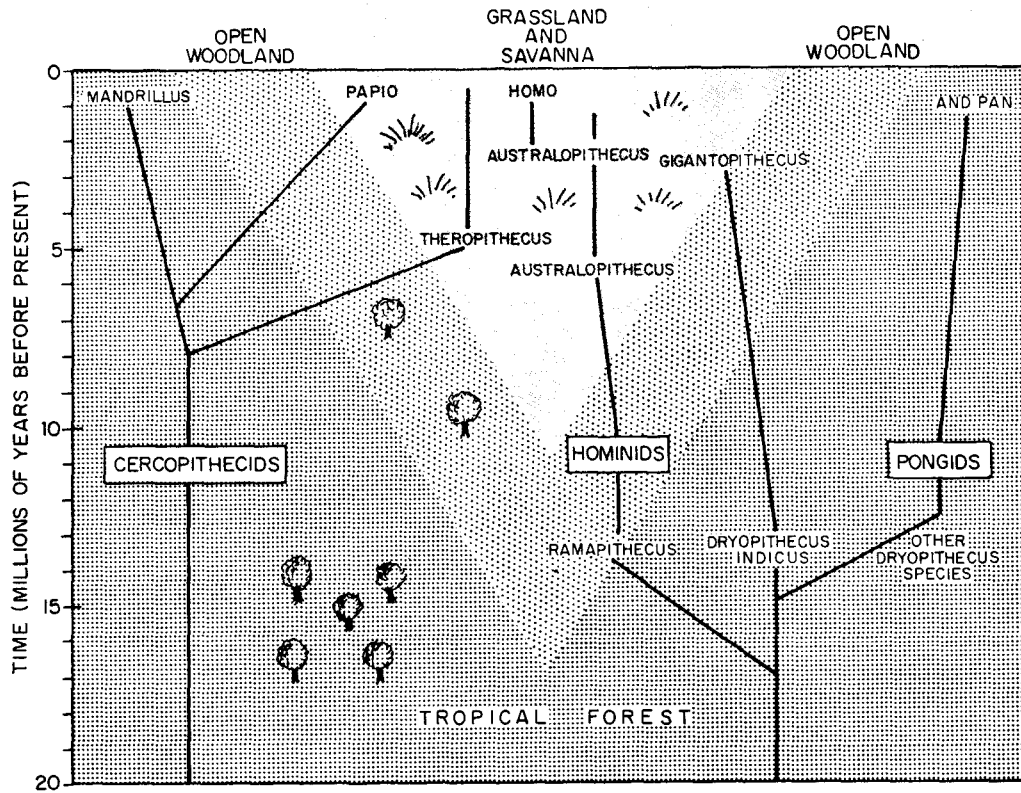 OPEN
WOODLAND
GRASSLAND
AND
SAVANNA
OPEN
WOODLAND
0
MANDRILLUS
PAPIO
HOMO
AND PAN
AUSTRALOPITHECUS
GIGANTOPITHECUS
THEROPITHECUS
5
AUSTRALOPITHECUS
10
CERCOPITHECIDS
HOMINIDS
PONGIDS
RAMAPITHECUS
DRYOPITHECUS
INDICUS
OTHER
DRYOPITHECUS
SPECIES
15
TROPICAL FOREST
20
TIME (MILLIONS OF YEARS BEFORE PRESENT)